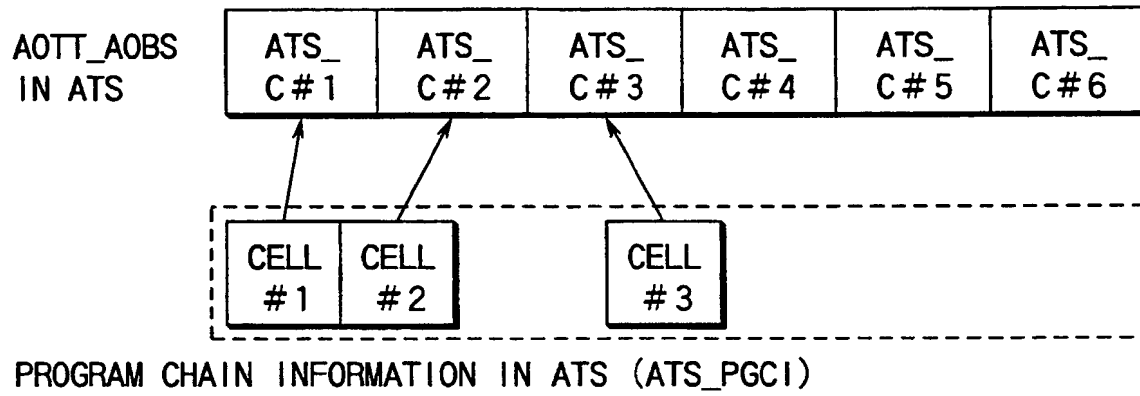 AOTT_AOBS
IN ATS
ATS_
C#1
ATS_
C#2
ATS_
C#3
ATS_
C#4
ATS_
C#5
ATS_
C#6
CELL
#1
CELL
#2
CELL
#3
PROGRAM CHAIN INFORMATION IN ATS (ATS_PGCI)